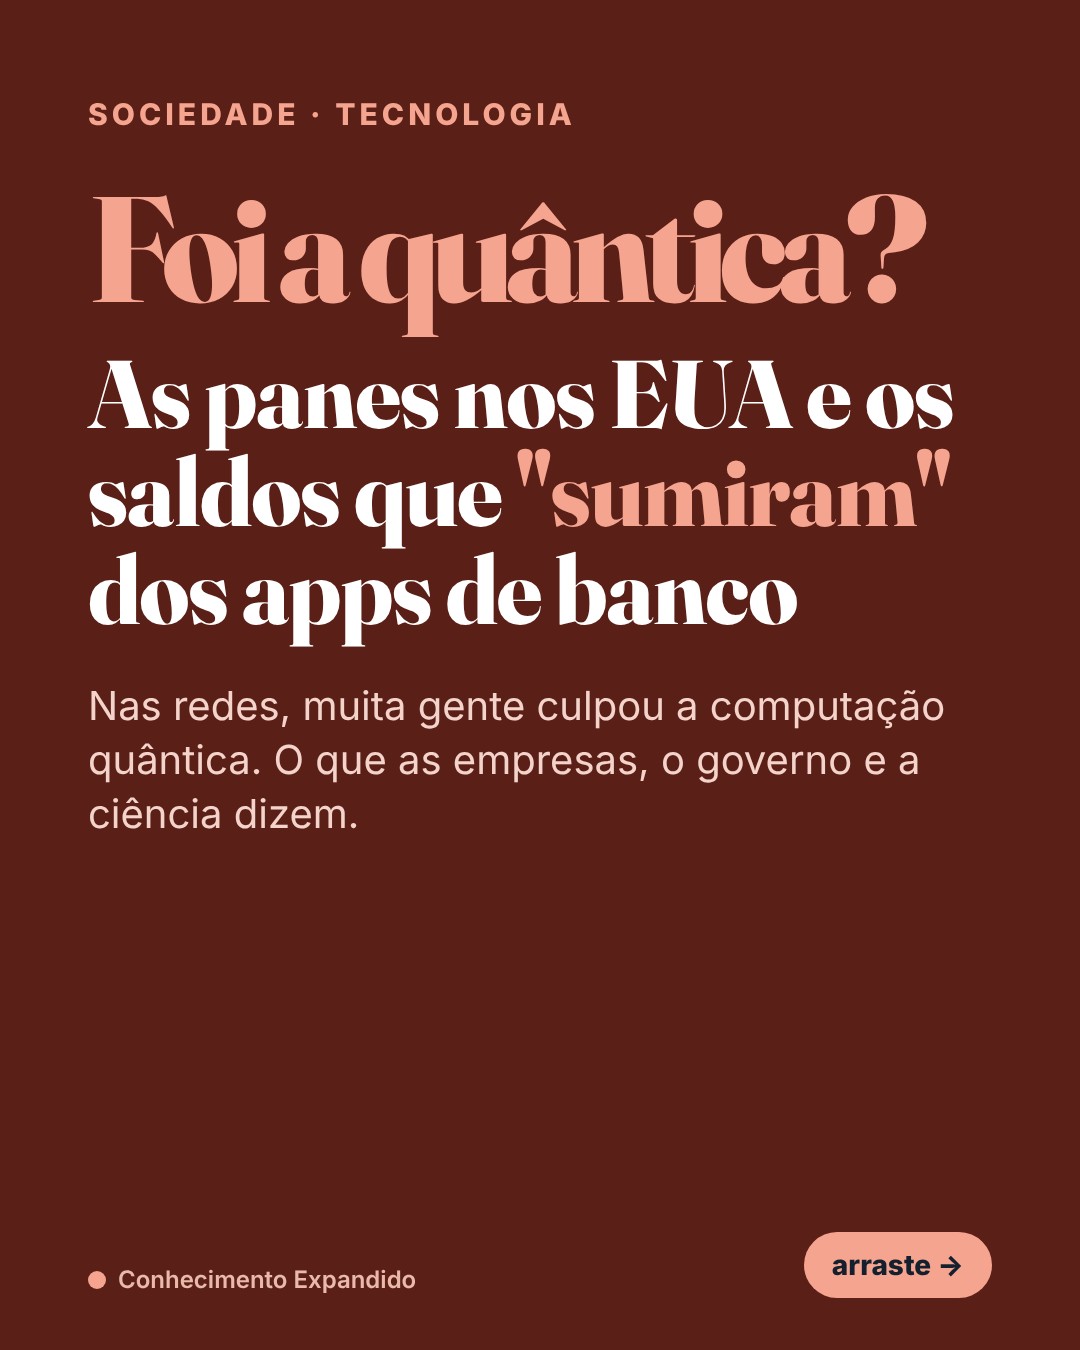 SOCIEDADE · TECNOLOGIA
Foi a quântica?
As panes nos EUA e os
saldos que "sumiram"
dos apps de banco
Nas redes, muita gente culpou a computação
quântica. O que as empresas, o governo e a
ciência dizem.
Conhecimento Expandido
arraste →